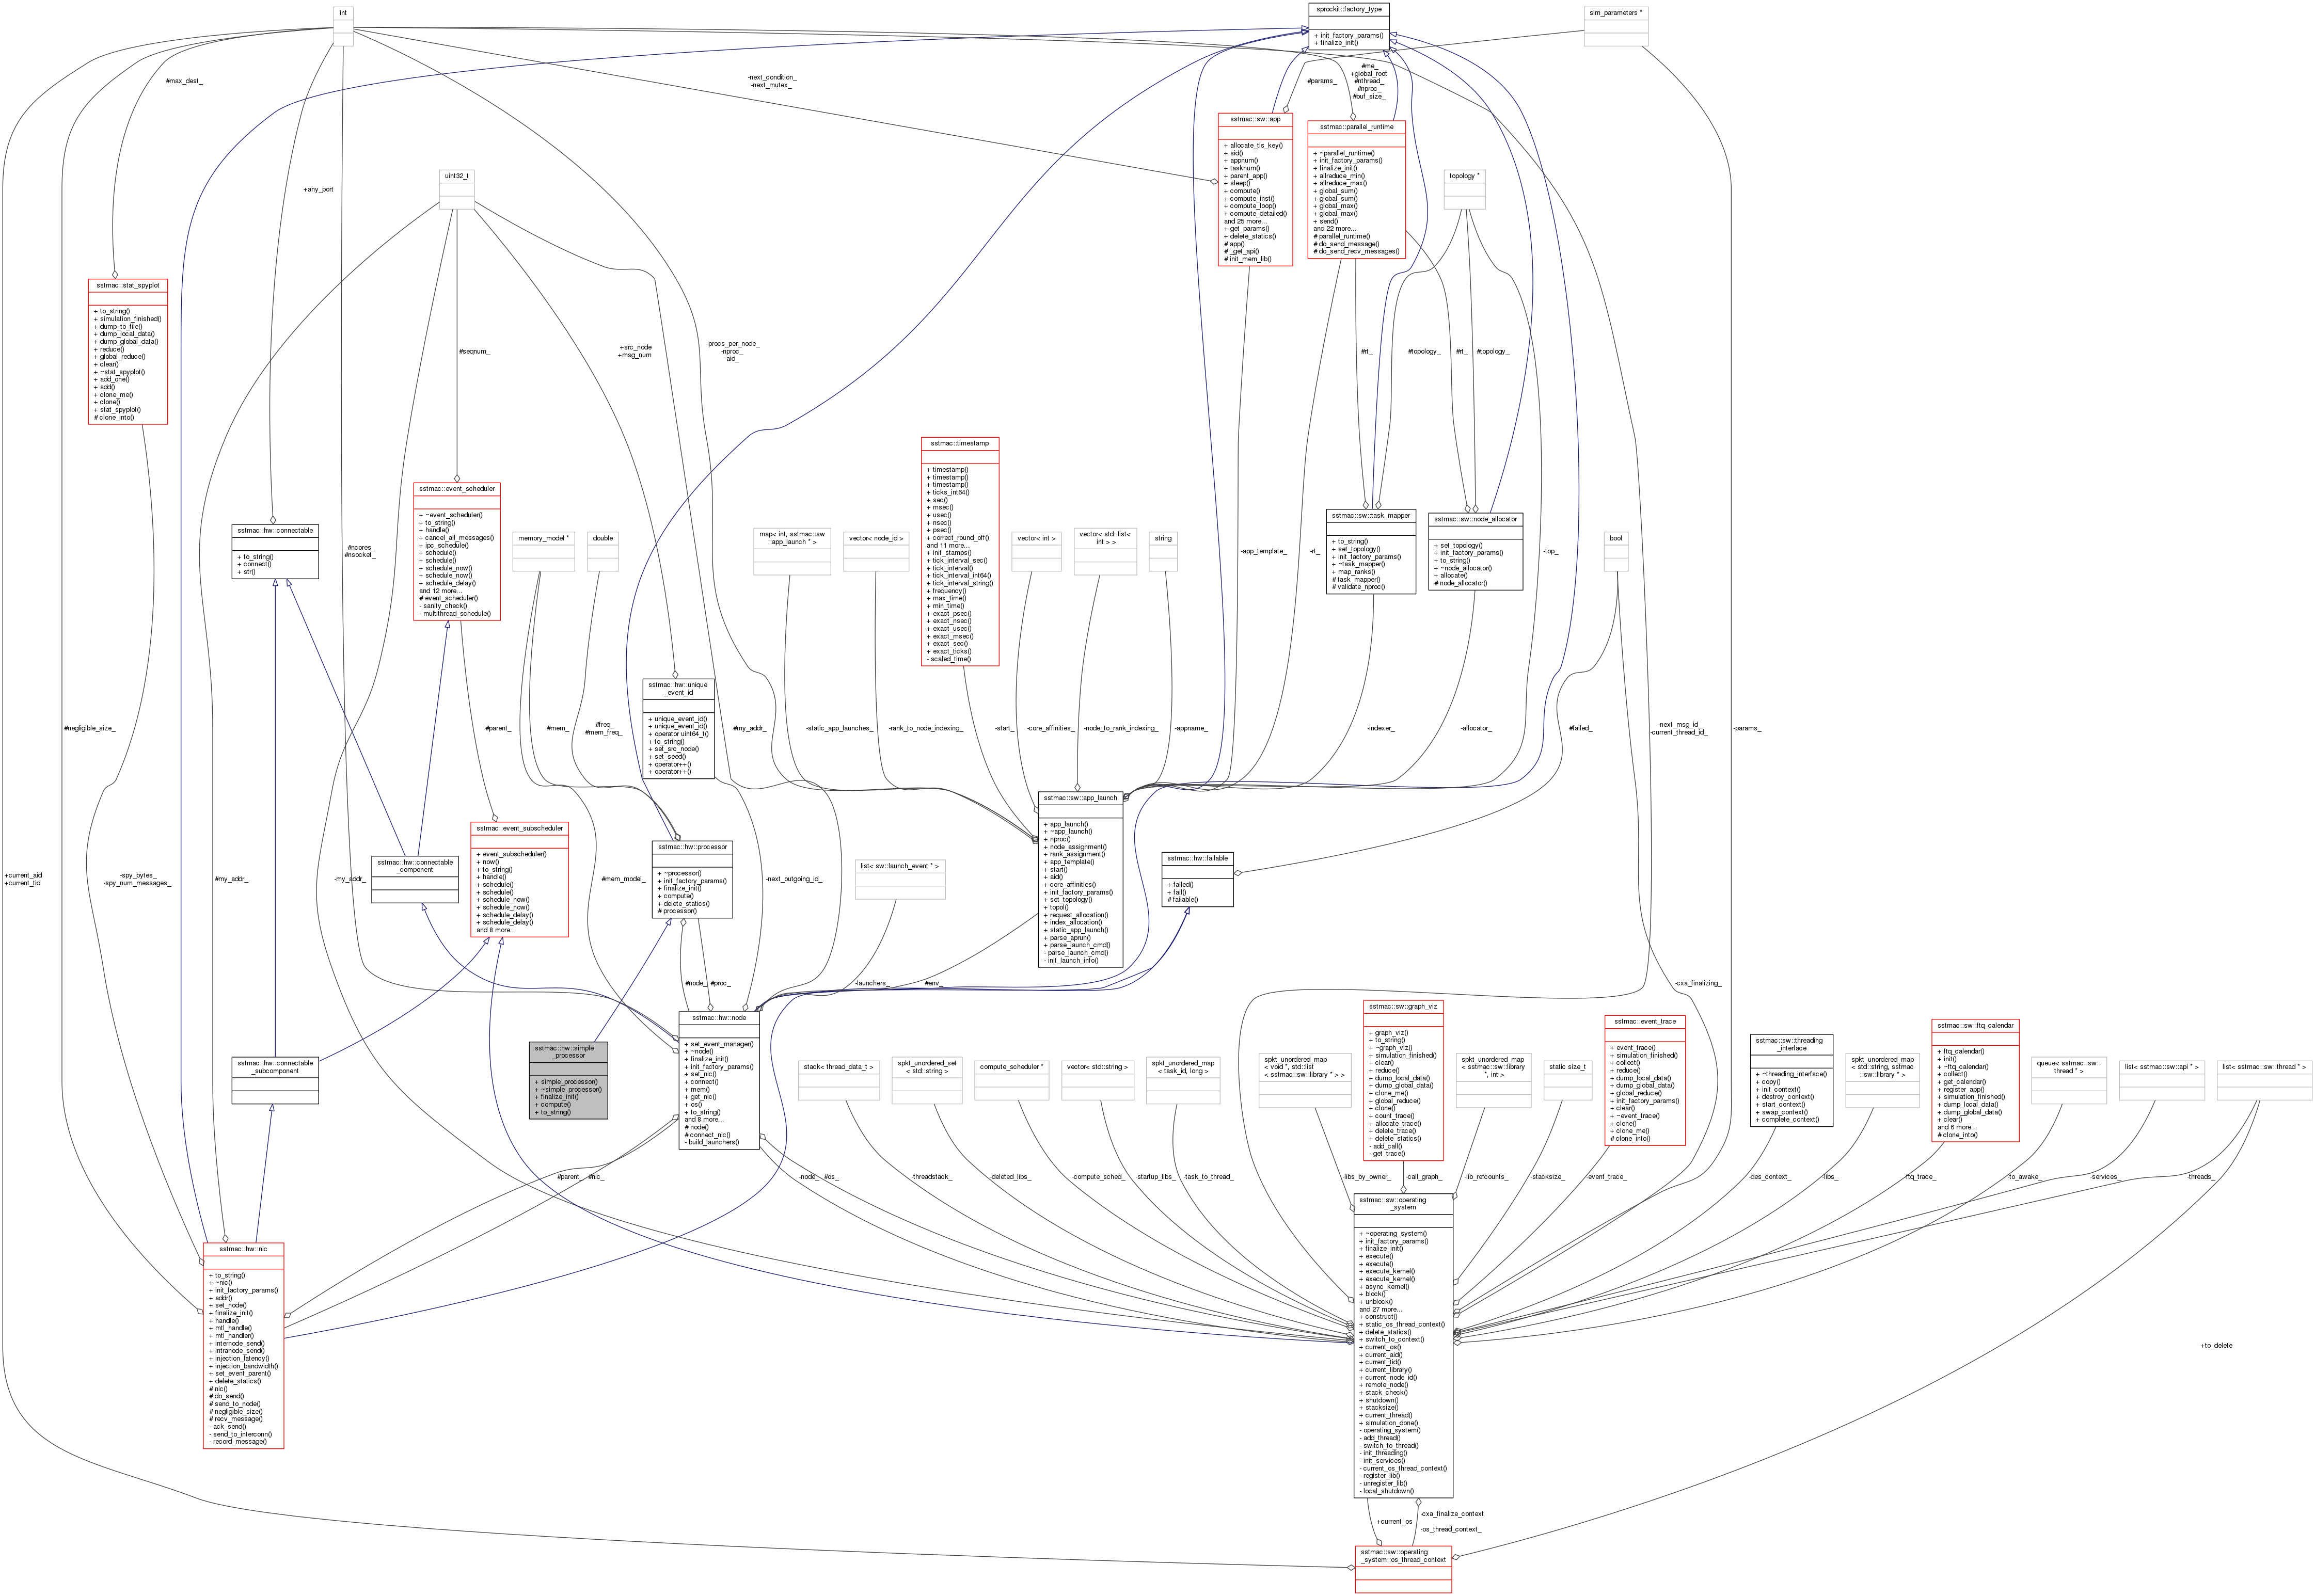 int
sprockit::factory_type
+ init_factory_params()
+ finalize_init()
sim_parameters *
#max_dest_
-next_condition_
-next_mutex_
#params_
#me_
+global_root
#nthread_
#nproc_
#buf_size_
sstmac::sw::app
+ allocate_tls_key()
+ sid()
+ appnum()
+ tasknum()
+ parent_app()
+ sleep()
+ compute()
+ compute_inst()
+ compute_loop()
+ compute_detailed()
and 25 more...
+ get_params()
+ delete_statics()
# app()
# _get_api()
# init_mem_lib()
sstmac::parallel_runtime
+ ~parallel_runtime()
+ init_factory_params()
+ finalize_init()
+ allreduce_min()
+ allreduce_max()
+ global_sum()
+ global_sum()
+ global_max()
+ global_max()
+ send()
and 22 more...
# parallel_runtime()
# do_send_message()
# do_send_recv_messages()
uint32_t
+any_port
topology *
sstmac::stat_spyplot
+ to_string()
+ simulation_finished()
+ dump_to_file()
+ dump_local_data()
+ dump_global_data()
+ reduce()
+ global_reduce()
+ clear()
+ ~stat_spyplot()
+ add_one()
+ add()
+ clone_me()
+ clone()
+ stat_spyplot()
# clone_into()
#seqnum_
+src_node
+msg_num
-procs_per_node_
-nproc_
-aid_
#rt_
#topology_
#rt_
#topology_
sstmac::timestamp
+ timestamp()
+ timestamp()
+ timestamp()
+ ticks_int64()
+ sec()
+ msec()
+ usec()
+ nsec()
+ psec()
+ correct_round_off()
and 11 more...
+ init_stamps()
+ tick_interval_sec()
+ tick_interval()
+ tick_interval_int64()
+ tick_interval_string()
+ frequency()
+ max_time()
+ min_time()
+ exact_psec()
+ exact_nsec()
+ exact_usec()
+ exact_msec()
+ exact_sec()
+ exact_ticks()
- scaled_time()
sstmac::event_scheduler
+ ~event_scheduler()
+ to_string()
+ handle()
+ cancel_all_messages()
+ ipc_schedule()
+ schedule()
+ schedule()
+ schedule_now()
+ schedule_now()
+ schedule_delay()
and 12 more...
# event_scheduler()
- sanity_check()
- multithread_schedule()
sstmac::hw::connectable
+ to_string()
+ connect()
+ str()
#ncores_
#nsocket_
memory_model *
double
map< int, sstmac::sw
::app_launch * >
vector< node_id >
vector< int >
vector< std::list<
int > >
string
-app_template_
-rt_
sstmac::sw::task_mapper
+ to_string()
+ set_topology()
+ init_factory_params()
+ ~task_mapper()
+ map_ranks()
# task_mapper()
# validate_nproc()
sstmac::sw::node_allocator
+ set_topology()
+ init_factory_params()
+ to_string()
+ ~node_allocator()
+ allocate()
# node_allocator()
-top_
bool
sstmac::hw::unique
_event_id
+ unique_event_id()
+ unique_event_id()
+ operator uint64_t()
+ to_string()
+ set_src_node()
+ set_seed()
+ operator++()
+ operator++()
#negligible_size_
#parent_
#mem_
#freq_
#mem_freq_
#my_addr_
-static_app_launches_
-rank_to_node_indexing_
-start_
-core_affinities_
-node_to_rank_indexing_
-appname_
-indexer_
-allocator_
#failed_
-next_msg_id_
-current_thread_id_
-params_
sstmac::sw::app_launch
+ app_launch()
+ ~app_launch()
+ nproc()
+ node_assignment()
+ rank_assignment()
+ app_template()
+ start()
+ aid()
+ core_affinities()
+ init_factory_params()
+ set_topology()
+ topol()
+ request_allocation()
+ index_allocation()
+ static_app_launch()
+ parse_aprun()
+ parse_launch_cmd()
- parse_launch_cmd()
- init_launch_info()
sstmac::event_subscheduler
+ event_subscheduler()
+ now()
+ to_string()
+ handle()
+ schedule()
+ schedule()
+ schedule_now()
+ schedule_now()
+ schedule_delay()
+ schedule_delay()
and 8 more...
sstmac::hw::processor
+ ~processor()
+ init_factory_params()
+ finalize_init()
+ compute()
+ delete_statics()
# processor()
sstmac::hw::connectable
_component
list< sw::launch_event * >
sstmac::hw::failable
+ failed()
+ fail()
# failable()
+current_aid
+current_tid
-spy_bytes_
-spy_num_messages_
#my_addr_
-my_addr_
#mem_model_
-next_outgoing_id_
#node_
#proc_
-launchers_
#env_
-cxa_finalizing_
sstmac::hw::node
+ set_event_manager()
+ ~node()
+ finalize_init()
+ init_factory_params()
+ set_nic()
+ connect()
+ mem()
+ get_nic()
+ os()
+ to_string()
and 8 more...
# node()
# connect_nic()
- build_launchers()
sstmac::hw::simple
_processor
+ simple_processor()
+ ~simple_processor()
+ finalize_init()
+ compute()
+ to_string()
sstmac::hw::connectable
_subcomponent
stack< thread_data_t >
spkt_unordered_set
< std::string >
compute_scheduler *
vector< std::string >
spkt_unordered_map
< task_id, long >
spkt_unordered_map
< void *, std::list
< sstmac::sw::library * > >
sstmac::sw::graph_viz
+ graph_viz()
+ to_string()
+ ~graph_viz()
+ simulation_finished()
+ clear()
+ reduce()
+ dump_local_data()
+ dump_global_data()
+ clone_me()
+ global_reduce()
+ clone()
+ count_trace()
+ allocate_trace()
+ delete_trace()
+ delete_statics()
- add_call()
- get_trace()
spkt_unordered_map
< sstmac::sw::library
*, int >
static size_t
sstmac::event_trace
+ event_trace()
+ simulation_finished()
+ collect()
+ reduce()
+ dump_local_data()
+ dump_global_data()
+ global_reduce()
+ init_factory_params()
+ clear()
+ ~event_trace()
+ clone()
+ clone_me()
# clone_into()
sstmac::sw::threading
_interface
+ ~threading_interface()
+ copy()
+ init_context()
+ destroy_context()
+ start_context()
+ swap_context()
+ complete_context()
spkt_unordered_map
< std::string, sstmac
::sw::library * >
sstmac::sw::ftq_calendar
+ ftq_calendar()
+ init()
+ ~ftq_calendar()
+ collect()
+ get_calendar()
+ register_app()
+ simulation_finished()
+ dump_local_data()
+ dump_global_data()
+ clear()
and 6 more...
# clone_into()
queue< sstmac::sw::
thread * >
list< sstmac::sw::api * >
list< sstmac::sw::thread * >
#parent_
#nic_
-node_
#os_
-threadstack_
-deleted_libs_
-compute_sched_
-startup_libs_
-task_to_thread_
-libs_by_owner_
-call_graph_
-lib_refcounts_
-stacksize_
-event_trace_
-des_context_
-libs_
-ftq_trace_
-to_awake_
-services_
-threads_
sstmac::hw::nic
+ to_string()
+ ~nic()
+ init_factory_params()
+ addr()
+ set_node()
+ finalize_init()
+ handle()
+ mtl_handle()
+ mtl_handler()
+ internode_send()
+ intranode_send()
+ injection_latency()
+ injection_bandwidth()
+ set_event_parent()
+ delete_statics()
# nic()
# do_send()
# send_to_node()
# negligible_size()
# recv_message()
- ack_send()
- send_to_interconn()
- record_message()
sstmac::sw::operating
_system
+ ~operating_system()
+ init_factory_params()
+ finalize_init()
+ execute()
+ execute()
+ execute_kernel()
+ execute_kernel()
+ async_kernel()
+ block()
+ unblock()
and 27 more...
+ construct()
+ static_os_thread_context()
+ delete_statics()
+ switch_to_context()
+ current_os()
+ current_aid()
+ current_tid()
+ current_library()
+ current_node_id()
+ remote_node()
+ stack_check()
+ shutdown()
+ stacksize()
+ current_thread()
+ simulation_done()
- operating_system()
- add_thread()
- switch_to_thread()
- init_threading()
- init_services()
- current_os_thread_context()
- register_lib()
- unregister_lib()
- local_shutdown()
+to_delete
+current_os
-cxa_finalize_context
_
-os_thread_context_
sstmac::sw::operating
_system::os_thread_context